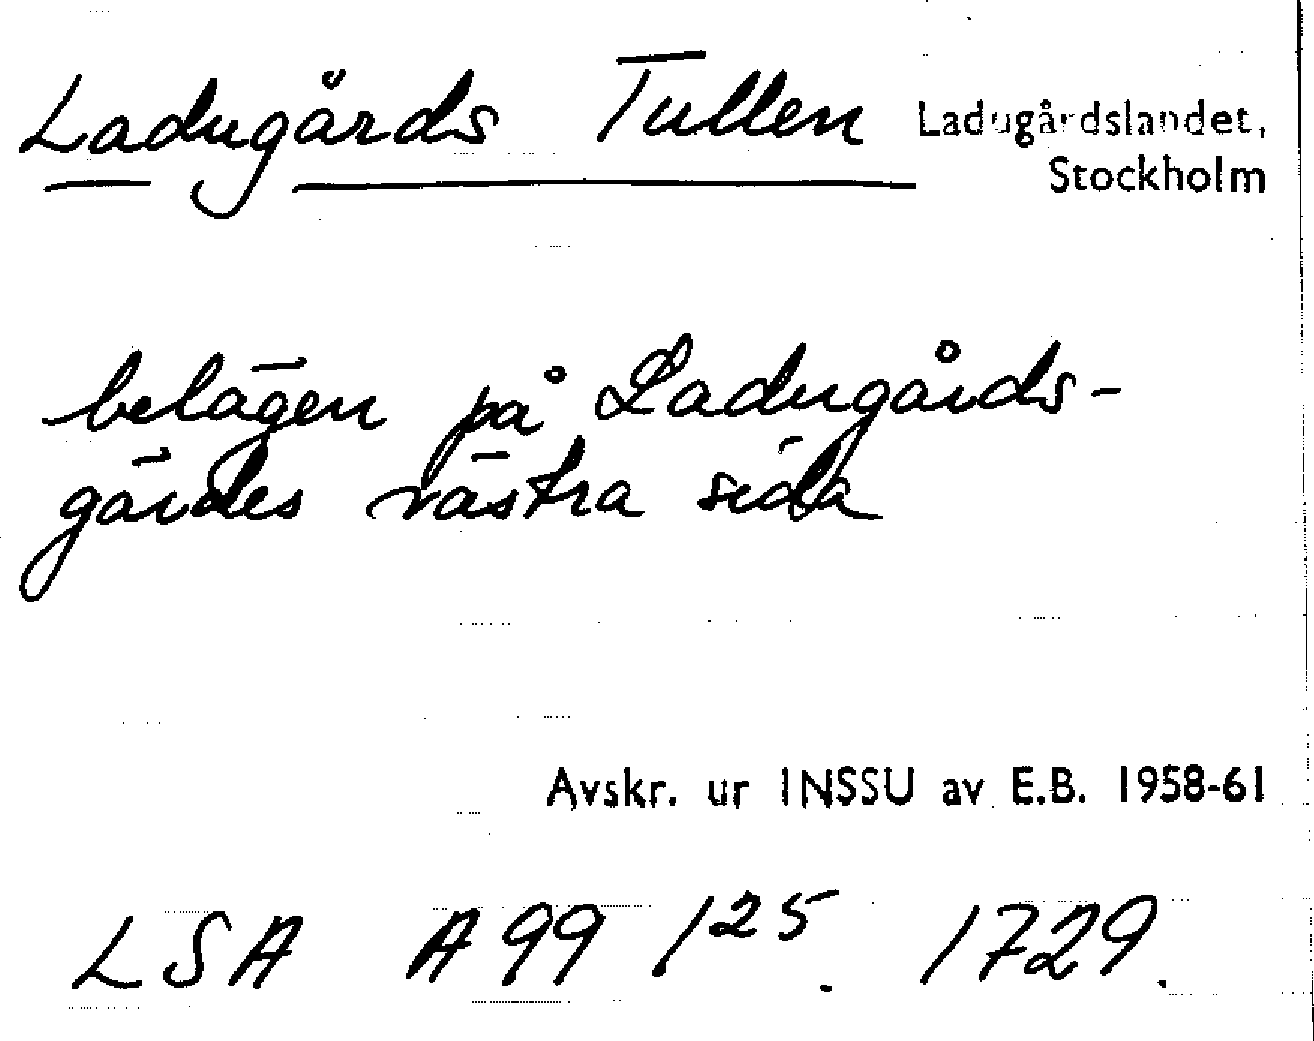 Ladugårds Tullen Ladugårdslandet,
Stockholm
belägen på Ladugårds-
gärdes västra sida
Avskr. ur INSSU av E.B. 1958-61
LSA A 99 1²⁵. 1729.